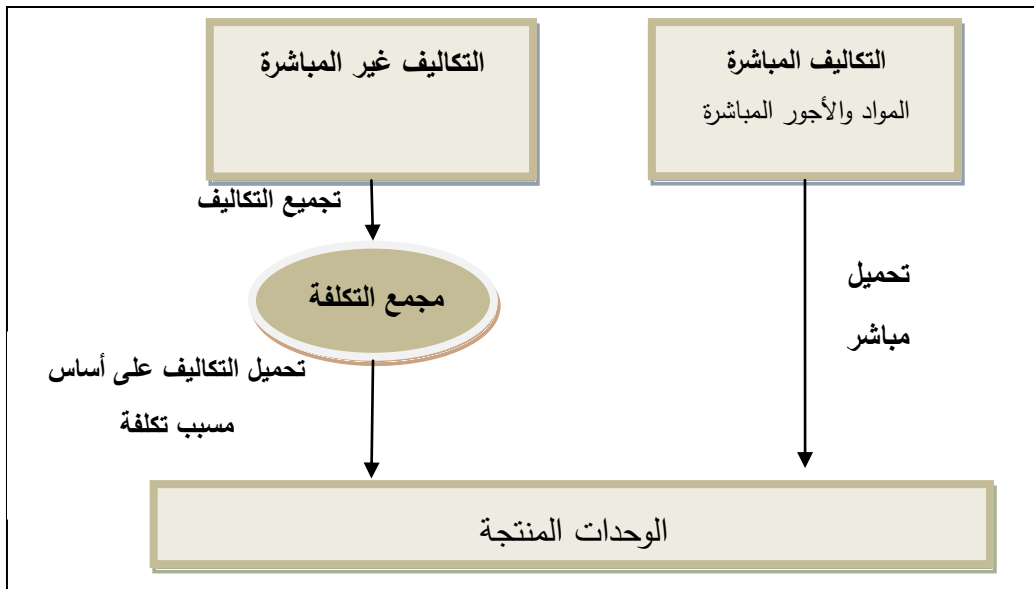 التكاليف المباشرة
المواد والأجور المباشرة
التكاليف غير المباشرة
تجميع التكاليف
مجمع التكلفة
تحميل
مباشر
تحميل التكاليف على أساس
مسبب تكلفة
الوحدات المنتجة